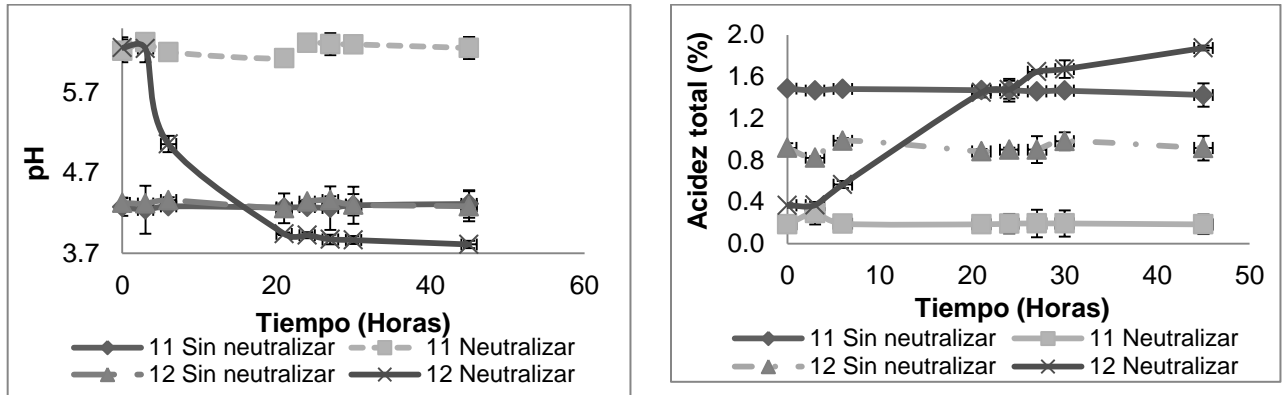 pH
5.7
4.7
3.7
0 20 40 60
Tiempo (Horas)
11 Sin neutralizar 11 Neutralizar
12 Sin neutralizar 12 Neutralizar
Acidez total (%)
2.0
1.6
1.2
0.8
0.4
0.0
0 10 20 30 40 50
Tiempo (Horas)
11 Sin neutralizar 11 Neutralizar
12 Sin neutralizar 12 Neutralizar